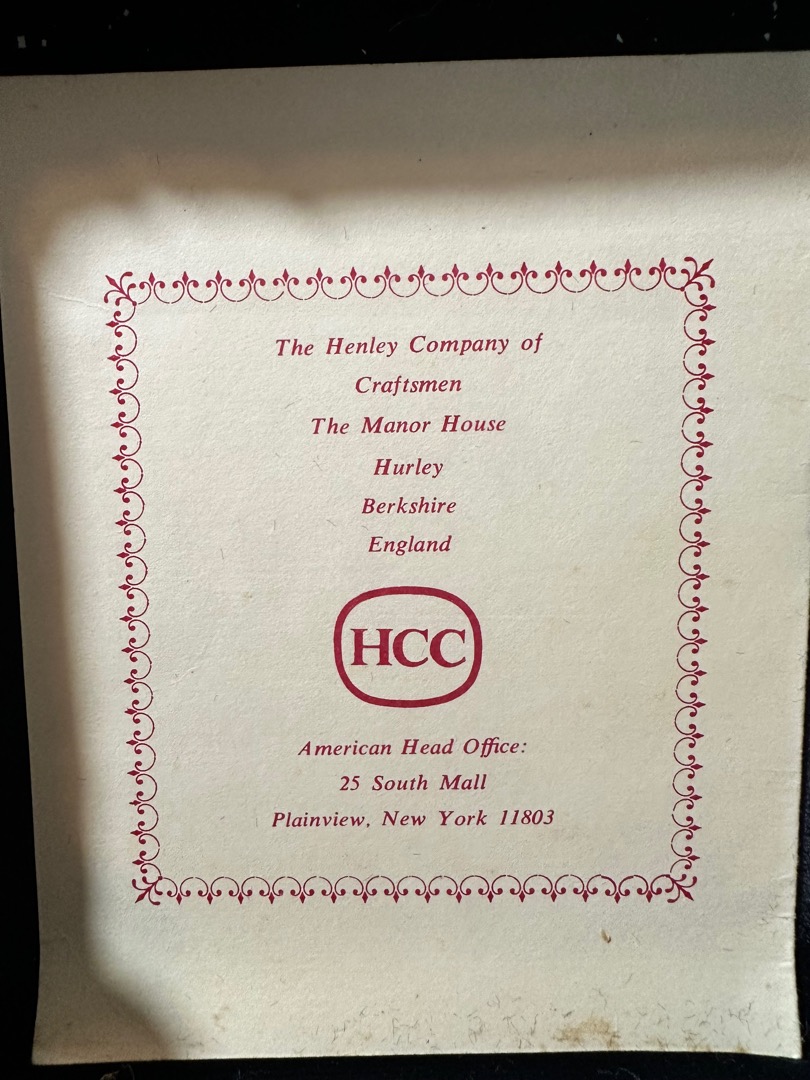 The Henley Company of
Craftsmen
The Manor House
Hurley
Berkshire
England
HCC
American Head Office:
25 South Mall
Plainview, New York 11803